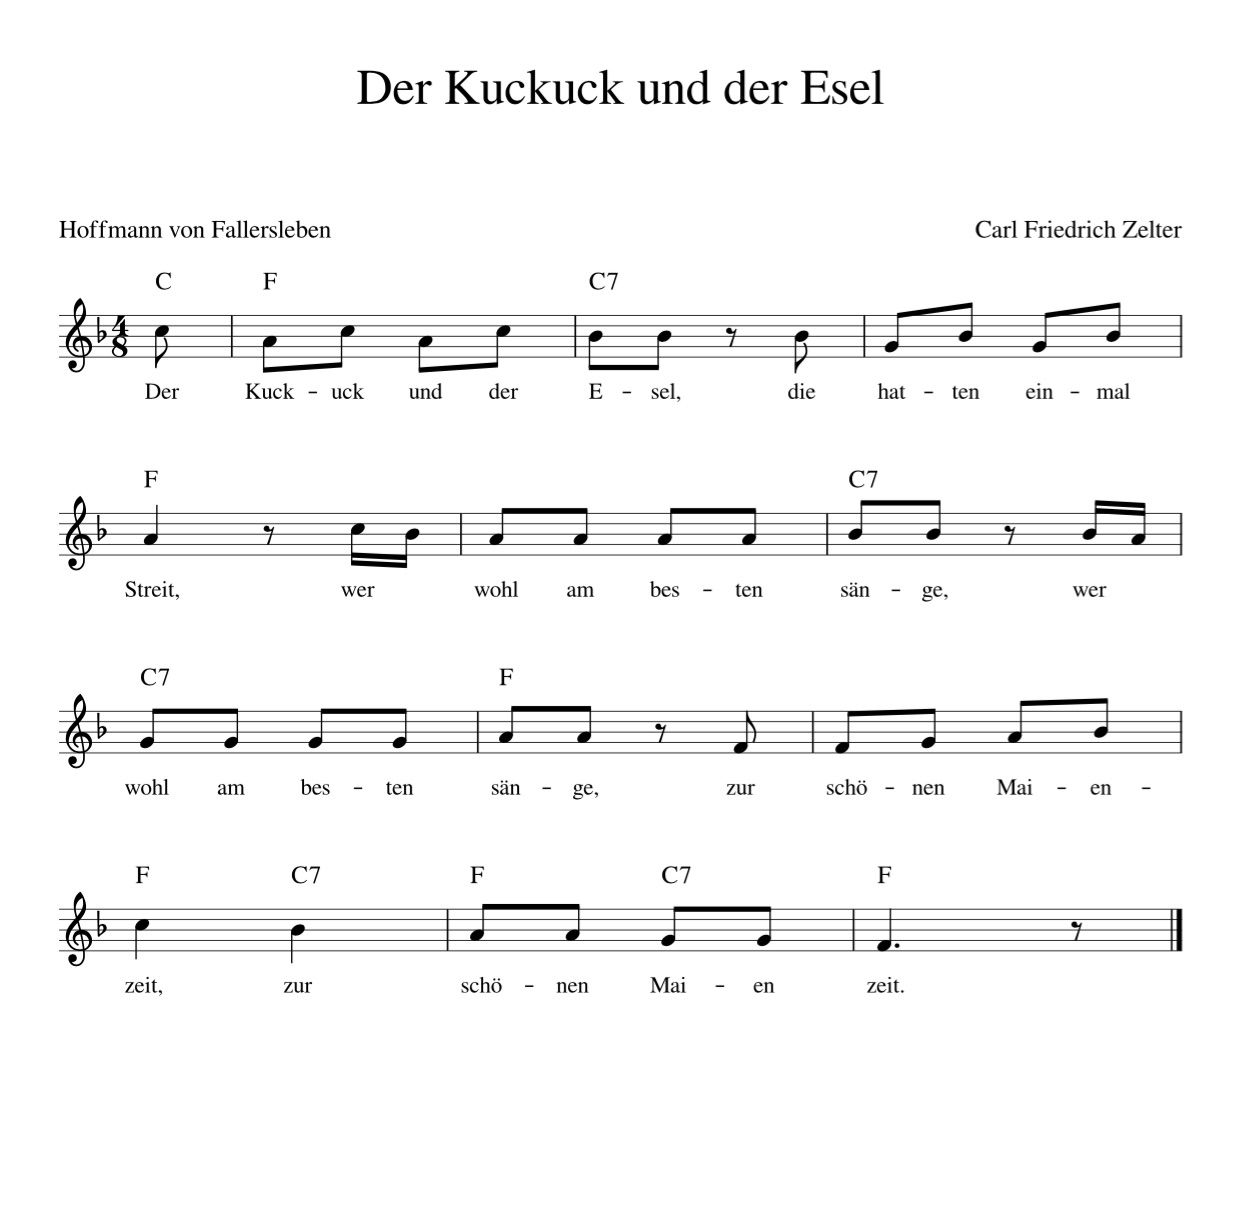 Der Kuckuck und der Esel
Hoffmann von Fallersleben Carl Friedrich Zelter
C F C7
4
8
Der Kuck – uck und der E – sel, die hat – ten ein – mal
F C7
Streit, wer wohl am bes – ten sän – ge, wer
C7 F
wohl am bes – ten sän – ge, zur schö – nen Mai – en –
F C7 F C7 F
zeit, zur schö – nen Mai – en zeit.